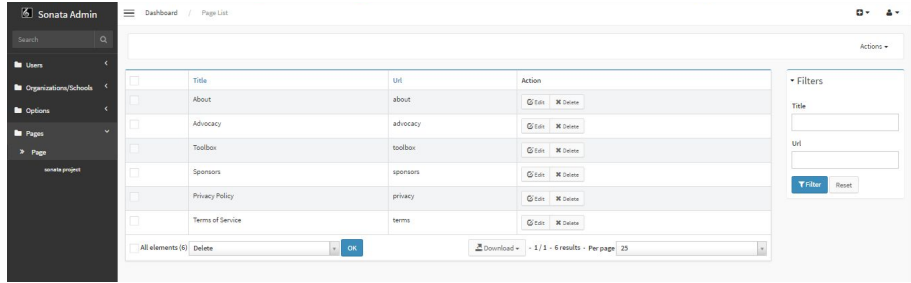 Sonata Admin
Dashboard / Page List
Search
Actions
Users
Organizations/Schools
Options
Pages
Page
sonata project
Title Url Action
About about Edit Delete
Advocacy advocacy Edit Delete
Toolbox toolbox Edit Delete
Sponsors sponsors Edit Delete
Privacy Policy privacy Edit Delete
Terms of Service terms Edit Delete
All elements (6) Delete OK Download - 1 / 1 - 6 results - Per page 25
Filters
Title
Url
Filter Reset